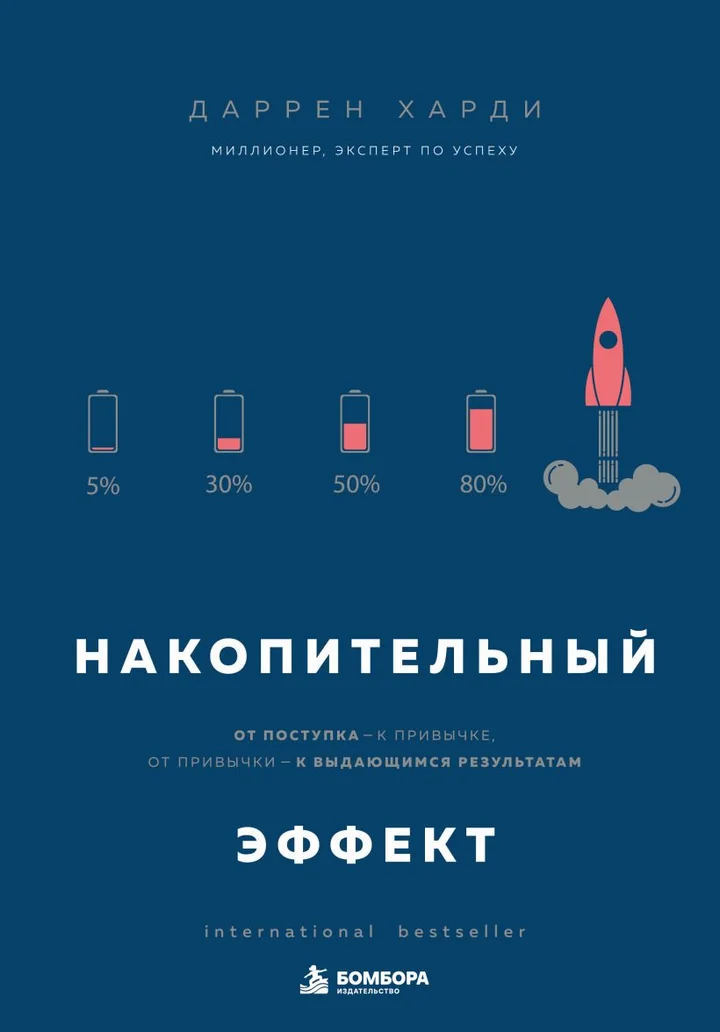 ДАРРЕН ХАРДИ
МИЛЛИОНЕР, ЭКСПЕРТ ПО УСПЕХУ
5% 30% 50% 80%
НАКОПИТЕЛЬНЫЙ
ОТ ПОСТУПКА – К ПРИВЫЧКЕ,
ОТ ПРИВЫЧКИ – К ВЫДАЮЩИМСЯ РЕЗУЛЬТАТАМ
ЭФФЕКТ
international bestseller
БОМБОРА
ИЗДАТЕЛЬСТВО